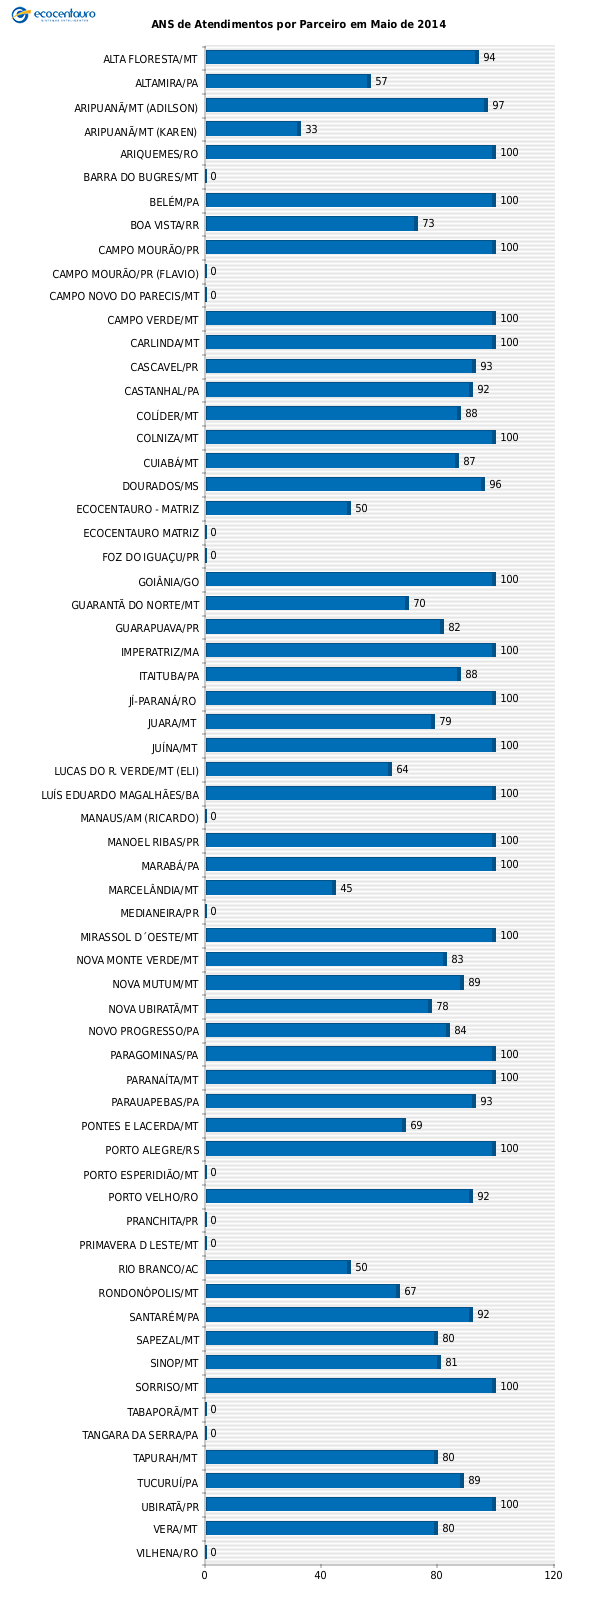 ecocentauro
ANS de Atendimentos por Parceiro em Maio de 2014
ALTA FLORESTA/MT 94
ALTAMIRA/PA 57
ARIPUANÃ/MT (ADILSON) 97
ARIPUANÃ/MT (KAREN) 33
ARIQUEMES/RO 100
BARRA DO BUGRES/MT 0
BELÉM/PA 100
BOA VISTA/RR 73
CAMPO MOURÃO/PR 100
CAMPO MOURÃO/PR (FLAVIO) 0
CAMPO NOVO DO PARECIS/MT 0
CAMPO VERDE/MT 100
CARLINDA/MT 100
CASCAVEL/PR 93
CASTANHAL/PA 92
COLÍDER/MT 88
COLNIZA/MT 100
CUIABÁ/MT 87
DOURADOS/MS 96
ECOCENTAURO - MATRIZ 50
ECOCENTAURO MATRIZ 0
FOZ DO IGUAÇU/PR 0
GOIÂNIA/GO 100
GUARANTÃ DO NORTE/MT 70
GUARAPUAVA/PR 82
IMPERATRIZ/MA 100
ITAITUBA/PA 88
JÍ-PARANÁ/RO 100
JUARA/MT 79
JUÍNA/MT 100
LUCAS DO R. VERDE/MT (ELI) 64
LUÍS EDUARDO MAGALHÃES/BA 100
MANAUS/AM (RICARDO) 0
MANOEL RIBAS/PR 100
MARABÁ/PA 100
MARCELÂNDIA/MT 45
MEDIANEIRA/PR 0
MIRASSOL D´OESTE/MT 100
NOVA MONTE VERDE/MT 83
NOVA MUTUM/MT 89
NOVA UBIRATÃ/MT 78
NOVO PROGRESSO/PA 84
PARAGOMINAS/PA 100
PARANAÍTA/MT 100
PARAUAPEBAS/PA 93
PONTES E LACERDA/MT 69
PORTO ALEGRE/RS 100
PORTO ESPERIDIÃO/MT 0
PORTO VELHO/RO 92
PRANCHITA/PR 0
PRIMAVERA D LESTE/MT 0
RIO BRANCO/AC 50
RONDONÓPOLIS/MT 67
SANTARÉM/PA 92
SAPEZAL/MT 80
SINOP/MT 81
SORRISO/MT 100
TABAPORÃ/MT 0
TANGARA DA SERRA/PA 0
TAPURAH/MT 80
TUCURUÍ/PA 89
UBIRATÃ/PR 100
VERA/MT 80
VILHENA/RO 0
0 40 80 120